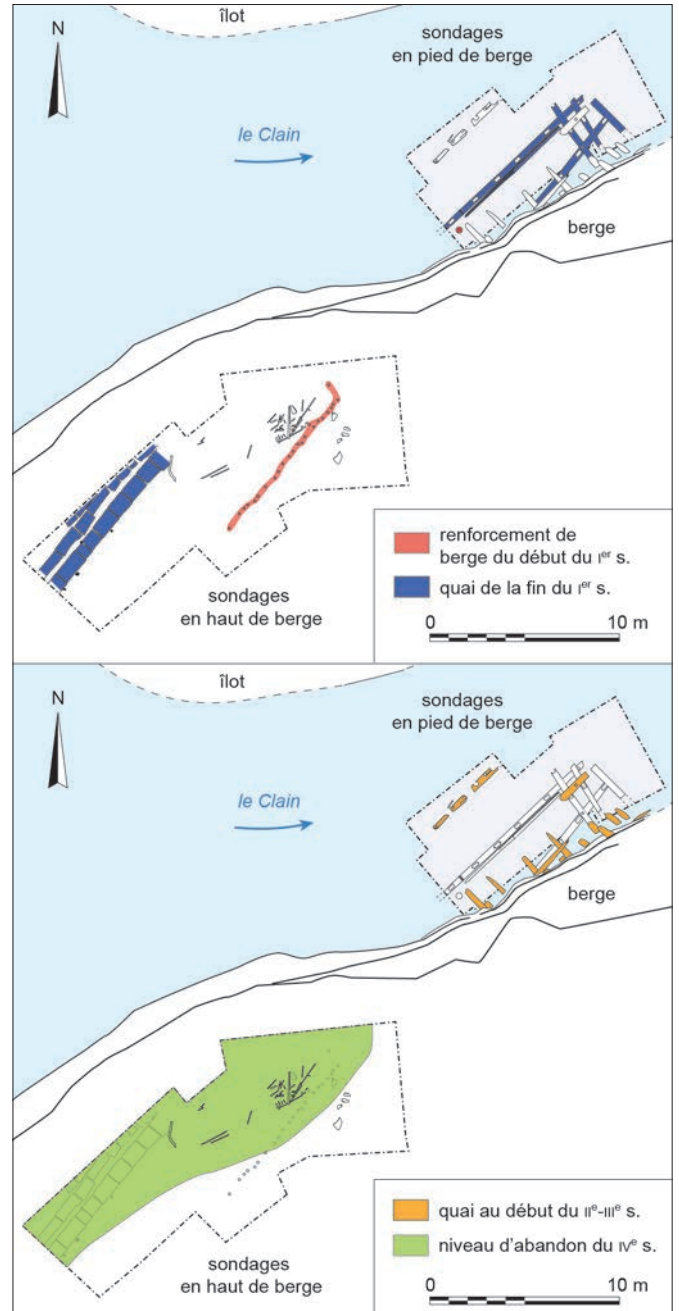 îlot
sondages
en pied de berge
N
le Clain
berge
renforcement de
berge du début du Ier s.
quai de la fin du Ier s.
sondages
en haut de berge
0 10 m
îlot
sondages
en pied de berge
N
le Clain
berge
quai au début du IIe-IIIe s.
niveau d'abandon du IVe s.
sondages
en haut de berge
0 10 m